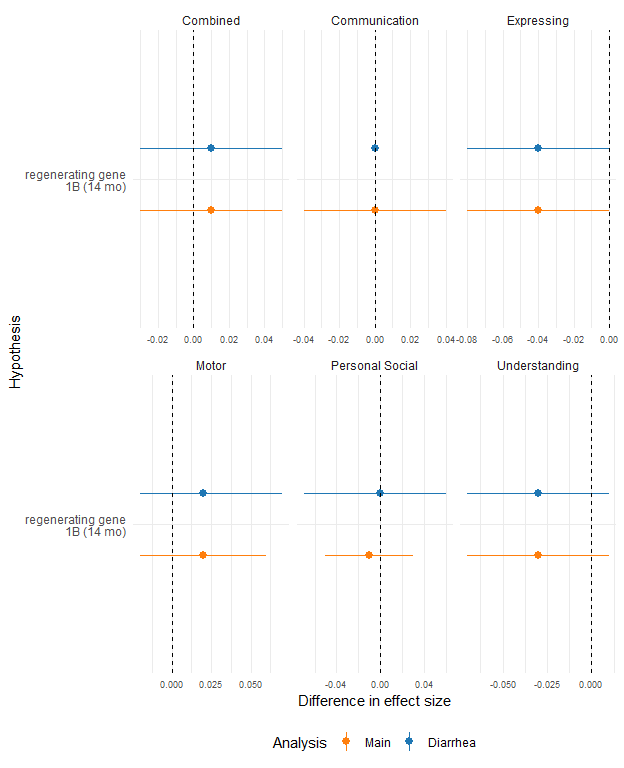 Combined Communication Expressing
regenerating gene
1B (14 mo)
-0.02 0.00 0.02 0.04 -0.04 -0.02 0.00 0.02 0.04 -0.08 -0.06 -0.04 -0.02 0.00
Hypothesis
Motor Personal Social Understanding
regenerating gene
1B (14 mo)
0.000 0.025 0.050 -0.04 0.00 0.04 -0.050 -0.025 0.000
Difference in effect size
Analysis Main Diarrhea